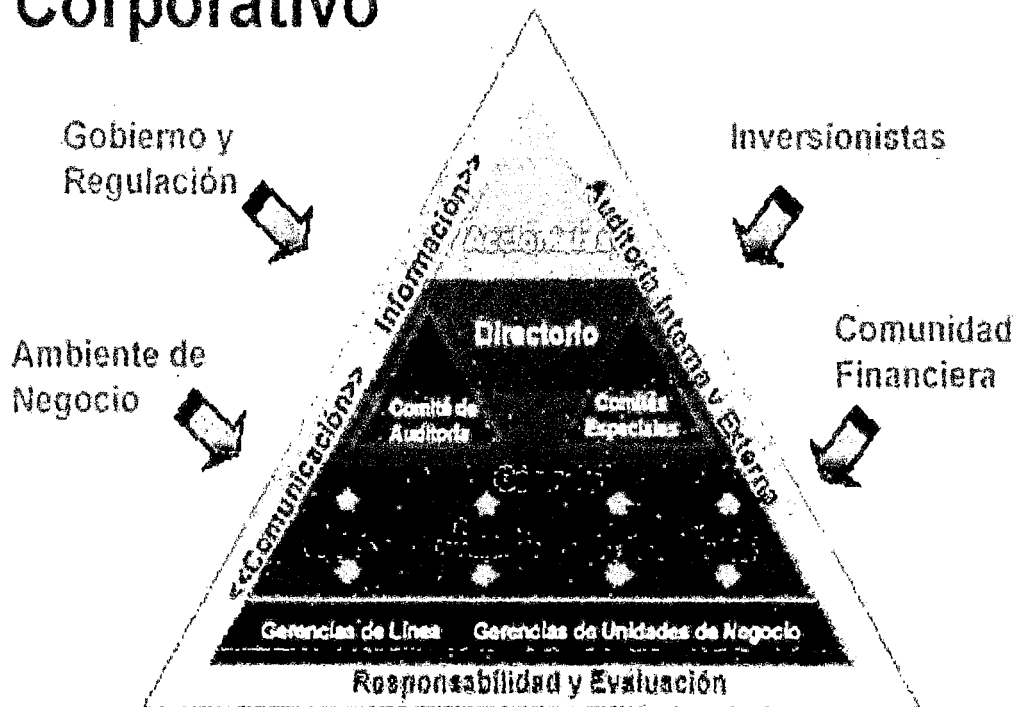 Corporativo
Gobierno y
Regulación
Inversionistas
Información>>
Auditoría Interna y Externa
Directorio
Ambiente de
Negocio
Comunidad
Financiera
<<Comunicación>>
Comité de
Auditoría
Comités
Especiales
Gerencias de Línea
Gerencias de Unidades de Negocio
Responsabilidad y Evaluación